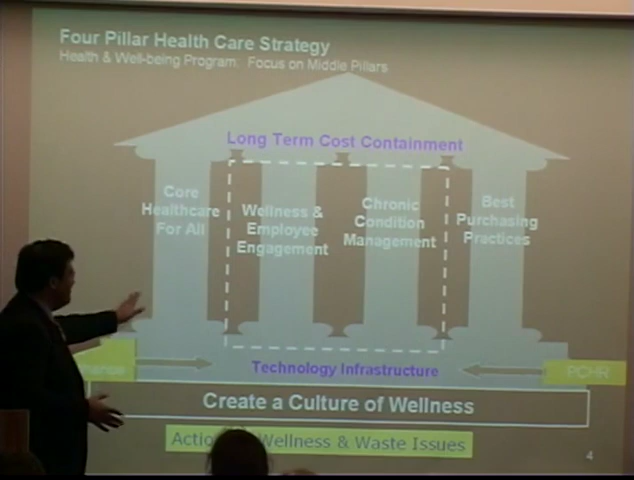 Four Pillar Health Care Strategy
Health & Well-being Program: Focus on Middle Pillars
Long Term Cost Containment
Core
Healthcare
For All
Wellness &
Employee
Engagement
Chronic
Condition
Management
Best
Purchasing
Practices
Technology Infrastructure
PCHR
Create a Culture of Wellness
Wellness & Waste Issues
4